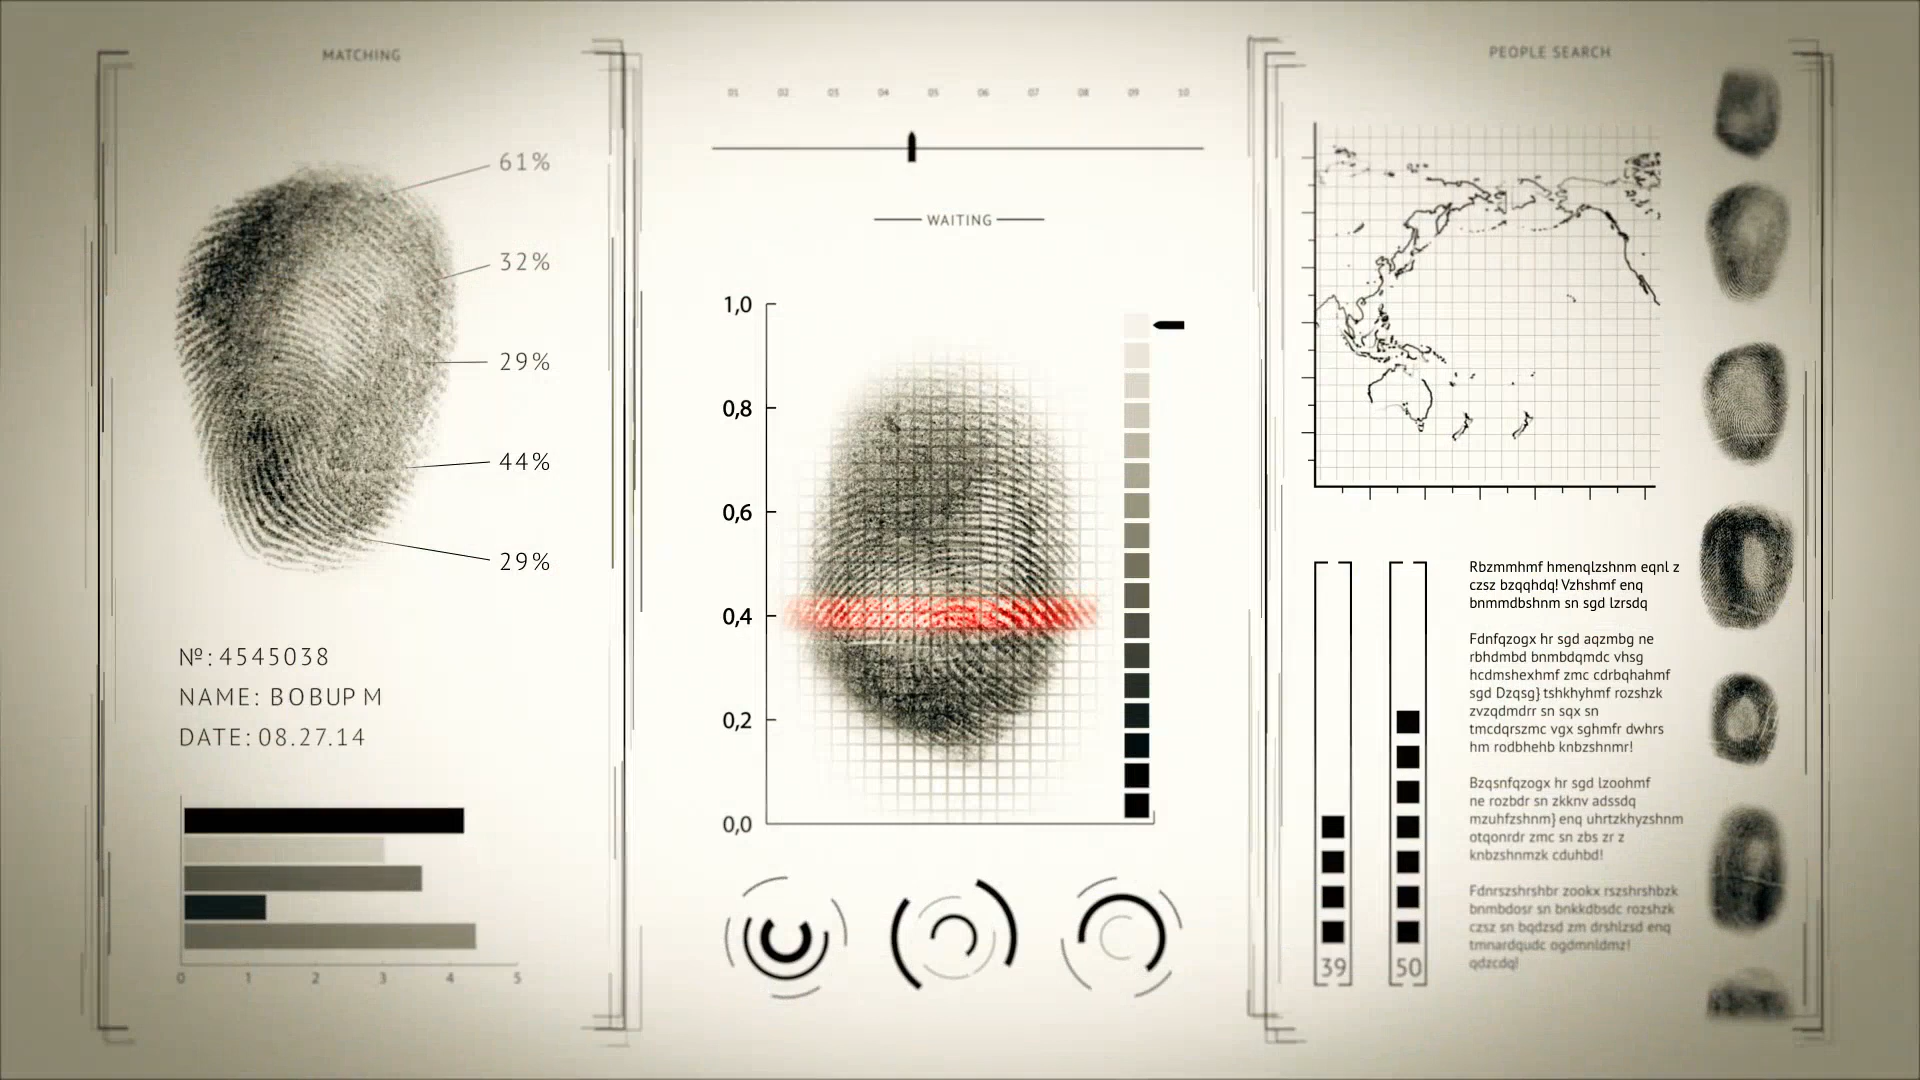 MATCHING
61%
32%
29%
44%
29%
№: 4545038
NAME: BOBUP M
DATE: 08.27.14
0 1 2 3 4 5
01 02 03 04 05 06 07 08 09 10
WAITING
1,0
0,8
0,6
0,4
0,2
0,0
PEOPLE SEARCH
39 50
Rbzmmhmf hmenqlzshnm eqnl z
czsz bzqqhdq! Vzhshmf enq
bnmmdbshnm sn sgd lzrsdq
Fdnfqzogx hr sgd aqzmbg ne
rbhdmbd bnmbdqmdc vhsg
hcdmshexhmf zmc cdrbqhahmf
sgd Dzqsg} tshkhyhmf rozshzk
zvzqdmdrr sn sqx sn
tmcdqrszmc vgx sghmfr dwhrs
hm rodbhehb knbzshnmr!
Bzqsnfqzogx hr sgd lzoohmf
ne rozbdr sn zkknv adssdq
mzuhfzshnm} enq uhrtzkhyzshnm
otqonrdr zmc sn zbs zr z
knbzshnmzk cduhbd!
Fdnrszshrshbr zookx rszshrshbzk
bnmbdosr sn bnkkdbsdc rozshzk
czsz sn bqdzsd zm drshlzsd enq
tmnardqudc ogdmnldmz!
qdzcdq!